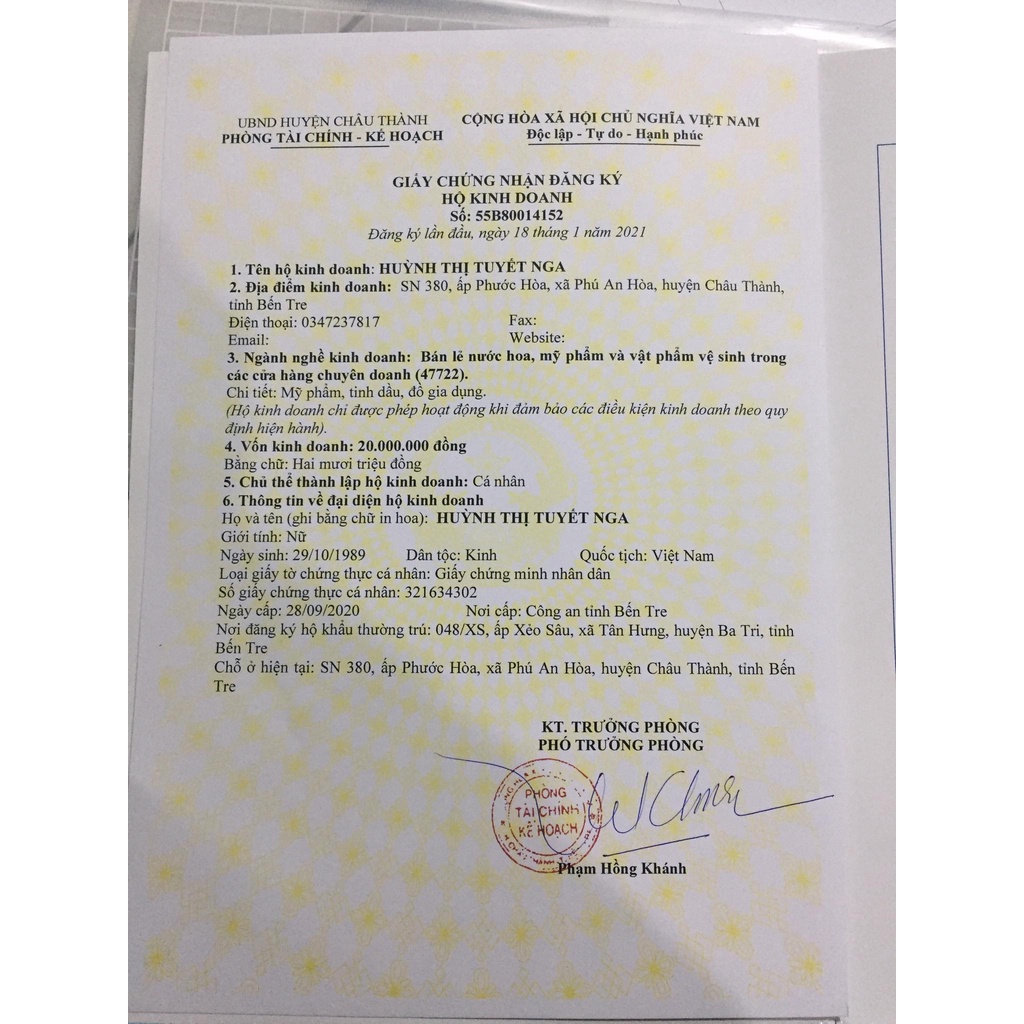 UBND HUYỆN CHÂU THÀNH
PHÒNG TÀI CHÍNH - KẾ HOẠCH
CỘNG HÒA XÃ HỘI CHỦ NGHĨA VIỆT NAM
Độc lập - Tự do - Hạnh phúc
GIẤY CHỨNG NHẬN ĐĂNG KÝ
HỘ KINH DOANH
Số: 55B80014152
Đăng ký lần đầu, ngày 18 tháng 1 năm 2021
1. Tên hộ kinh doanh: HUỲNH THỊ TUYẾT NGA
2. Địa điểm kinh doanh: SN 380, ấp Phước Hòa, xã Phú An Hòa, huyện Châu Thành,
tỉnh Bến Tre
Điện thoại: 0347237817 Fax:
Email: Website:
3. Ngành nghề kinh doanh: Bán lẻ nước hoa, mỹ phẩm và vật phẩm vệ sinh trong
các cửa hàng chuyên doanh (47722).
Chi tiết: Mỹ phẩm, tinh dầu, đồ gia dụng.
(Hộ kinh doanh chỉ được phép hoạt động khi đảm bảo các điều kiện kinh doanh theo quy
định hiện hành).
4. Vốn kinh doanh: 20.000.000 đồng
Bằng chữ: Hai mươi triệu đồng
5. Chủ thể thành lập hộ kinh doanh: Cá nhân
6. Thông tin về đại diện hộ kinh doanh
Họ và tên (ghi bằng chữ in hoa): HUỲNH THỊ TUYẾT NGA
Giới tính: Nữ
Ngày sinh: 29/10/1989 Dân tộc: Kinh Quốc tịch: Việt Nam
Loại giấy tờ chứng thực cá nhân: Giấy chứng minh nhân dân
Số giấy chứng thực cá nhân: 321634302
Ngày cấp: 28/09/2020 Nơi cấp: Công an tỉnh Bến Tre
Nơi đăng ký hộ khẩu thường trú: 048/XS, ấp Xẻo Sâu, xã Tân Hưng, huyện Ba Tri, tỉnh
Bến Tre
Chỗ ở hiện tại: SN 380, ấp Phước Hòa, xã Phú An Hòa, huyện Châu Thành, tỉnh Bến
Tre
KT. TRƯỞNG PHÒNG
PHÓ TRƯỞNG PHÒNG
PHÒNG
TÀI CHÍNH
KẾ HOẠCH
Phạm Hồng Khánh